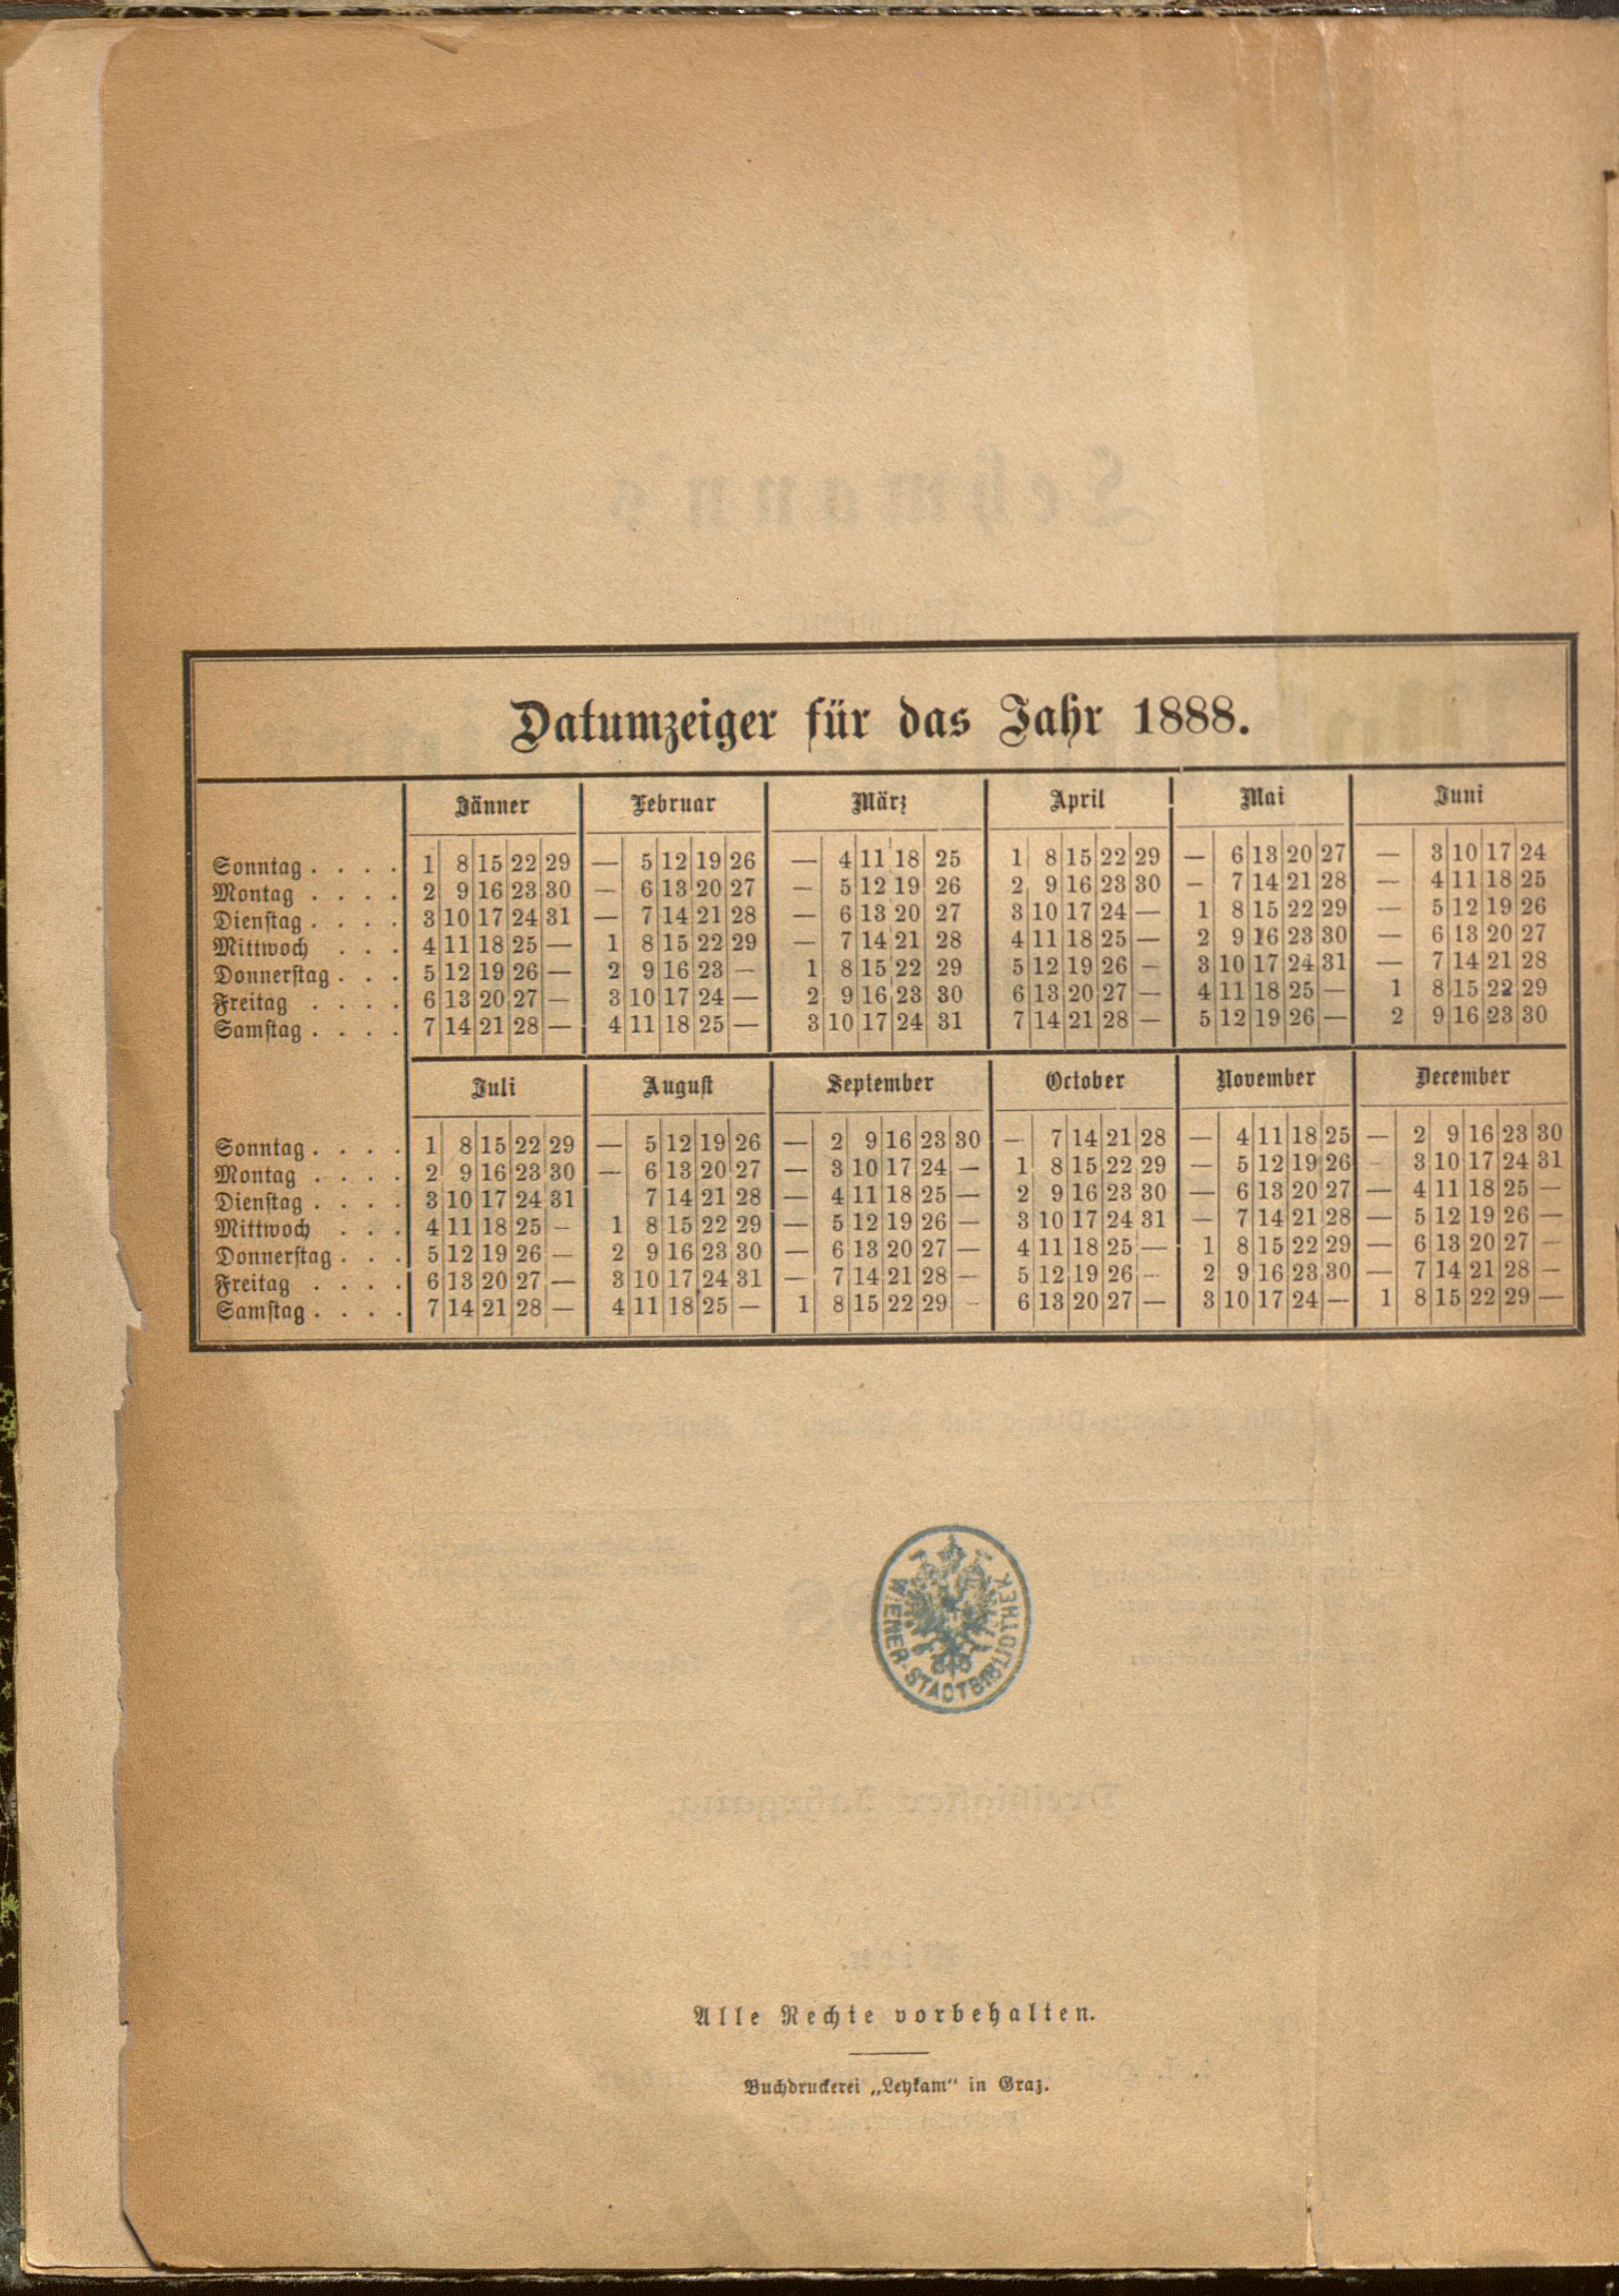 Datumzeiger für das Jahr 1888.
Jänner Februar März April Mai Juni
Sonntag . . . . 1 8 15 22 29 — 5 12 19 26 — 4 11 18 25 1 8 15 22 29 — 6 13 20 27 — 3 10 17 24
Montag . . . . 2 9 16 23 30 — 6 13 20 27 — 5 12 19 26 2 9 16 23 30 — 7 14 21 28 — 4 11 18 25
Dienstag . . . . 3 10 17 24 31 — 7 14 21 28 — 6 13 20 27 3 10 17 24 — 1 8 15 22 29 — 5 12 19 26
Mittwoch . . . 4 11 18 25 — 1 8 15 22 29 — 7 14 21 28 4 11 18 25 — 2 9 16 23 30 — 6 13 20 27
Donnerstag . . . 5 12 19 26 — 2 9 16 23 — 1 8 15 22 29 5 12 19 26 — 3 10 17 24 31 — 7 14 21 28
Freitag . . . . 6 13 20 27 — 3 10 17 24 — 2 9 16 23 30 6 13 20 27 — 4 11 18 25 — 1 8 15 22 29
Samstag . . . . 7 14 21 28 — 4 11 18 25 — 3 10 17 24 31 7 14 21 28 — 5 12 19 26 — 2 9 16 23 30
Juli August September October November December
Sonntag . . . . 1 8 15 22 29 — 5 12 19 26 — 2 9 16 23 30 — 7 14 21 28 — 4 11 18 25 — 2 9 16 23 30
Montag . . . . 2 9 16 23 30 — 6 13 20 27 — 3 10 17 24 — 1 8 15 22 29 — 5 12 19 26 — 3 10 17 24 31
Dienstag . . . . 3 10 17 24 31 7 14 21 28 — 4 11 18 25 — 2 9 16 23 30 — 6 13 20 27 — 4 11 18 25 —
Mittwoch . . . 4 11 18 25 — 1 8 15 22 29 — 5 12 19 26 — 3 10 17 24 31 — 7 14 21 28 — 5 12 19 26 —
Donnerstag . . . 5 12 19 26 — 2 9 16 23 30 — 6 13 20 27 — 4 11 18 25 — 1 8 15 22 29 — 6 13 20 27 —
Freitag . . . . 6 13 20 27 — 3 10 17 24 31 — 7 14 21 28 — 5 12 19 26 — 2 9 16 23 30 — 7 14 21 28 —
Samstag . . . . 7 14 21 28 — 4 11 18 25 — 1 8 15 22 29 — 6 13 20 27 — 3 10 17 24 — 1 8 15 22 29 —
WIENER-STADTBIBLIOTHEK
Alle Rechte vorbehalten.
Buchdruckerei „Leykam“ in Graz.